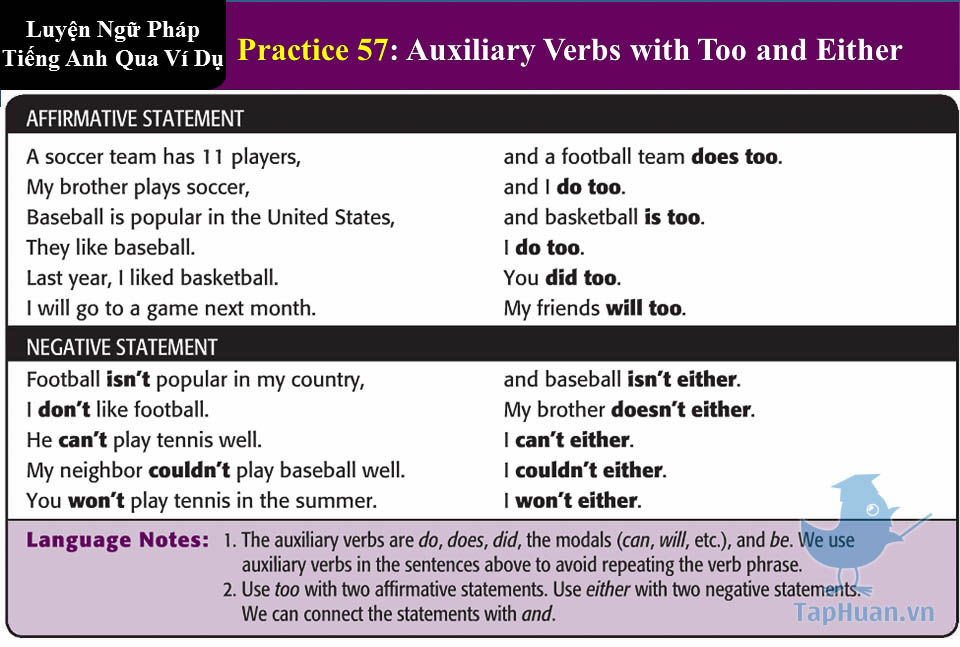 Luyện Ngữ Pháp
Tiếng Anh Qua Ví Dụ
Practice 57: Auxiliary Verbs with Too and Either
AFFIRMATIVE STATEMENT
A soccer team has 11 players, and a football team does too.
My brother plays soccer, and I do too.
Baseball is popular in the United States, and basketball is too.
They like baseball. I do too.
Last year, I liked basketball. You did too.
I will go to a game next month. My friends will too.
NEGATIVE STATEMENT
Football isn't popular in my country, and baseball isn't either.
I don't like football. My brother doesn't either.
He can't play tennis well. I can't either.
My neighbor couldn't play baseball well. I couldn't either.
You won't play tennis in the summer. I won't either.
Language Notes: 1. The auxiliary verbs are do, does, did, the modals (can, will, etc.), and be. We use
auxiliary verbs in the sentences above to avoid repeating the verb phrase.
2. Use too with two affirmative statements. Use either with two negative statements.
We can connect the statements with and.
TapHuan.vn